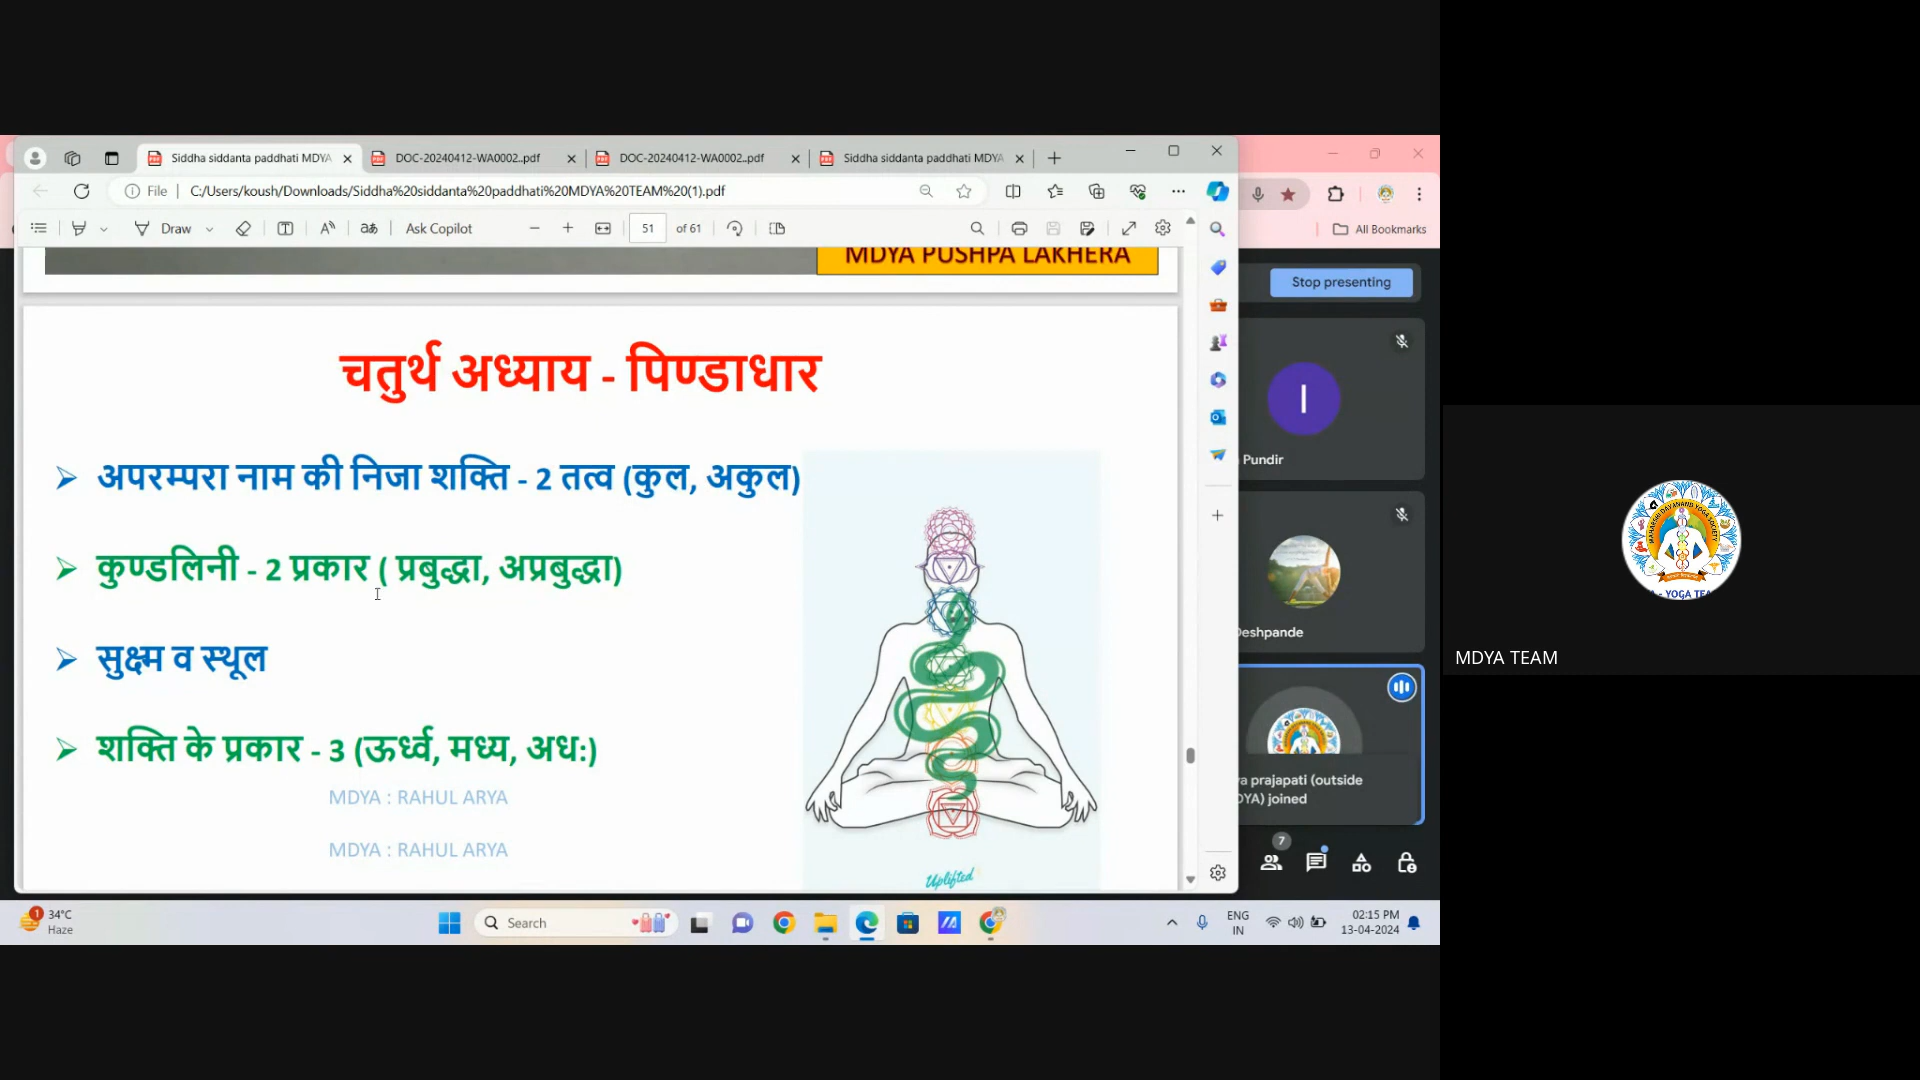 Siddha siddanta paddhati MDYA
DOC-20240412-WA0002..pdf
DOC-20240412-WA0002..pdf
Siddha siddanta paddhati MDYA
File
C:/Users/koush/Downloads/Siddha%20siddanta%20paddhati%20MDYA%20TEAM%20(1).pdf
Draw
Ask Copilot
51
of 61
All Bookmarks
MDYA PUSHPA LAKHERA
Stop presenting
चतुर्थ अध्याय - पिण्डाधार
अपरम्परा नाम की निजा शक्ति - 2 तत्व (कुल, अकुल)
कुण्डलिनी - 2 प्रकार ( प्रबुद्धा, अप्रबुद्धा)
सुक्ष्म व स्थूल
शक्ति के प्रकार - 3 (ऊर्ध्व, मध्य, अध:)
MDYA : RAHUL ARYA
MDYA : RAHUL ARYA
Uplifted
I
Pundir
Deshpande
a prajapati (outside
DYA) joined
7
MDYA TEAM
1
34°C
Haze
Search
ENG
IN
02:15 PM
13-04-2024